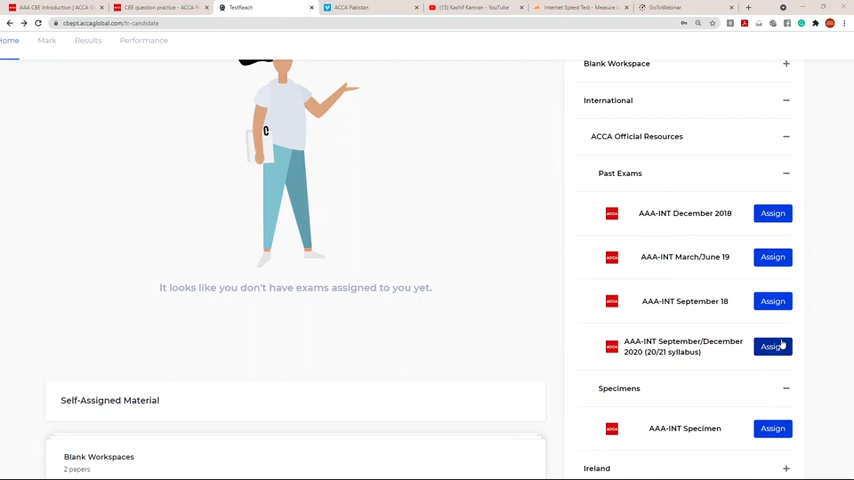 AAA CBE Introduction | ACCA G
CBE question practice - ACCA P
TestReach
ACCA Pakistan
(13) Kashif Kamran - YouTube
Internet Speed Test - Measure
GoToWebinar
cbept.accaglobal.com/tr-candidate
Home
Mark
Results
Performance
Blank Workspace
International
ACCA Official Resources
Past Exams
AAA-INT December 2018
Assign
AAA-INT March/June 19
Assign
AAA-INT September 18
Assign
AAA-INT September/December
2020 (20/21 syllabus)
Assign
Specimens
AAA-INT Specimen
Assign
Ireland
It looks like you don't have exams assigned to you yet.
Self-Assigned Material
Blank Workspaces
2 papers